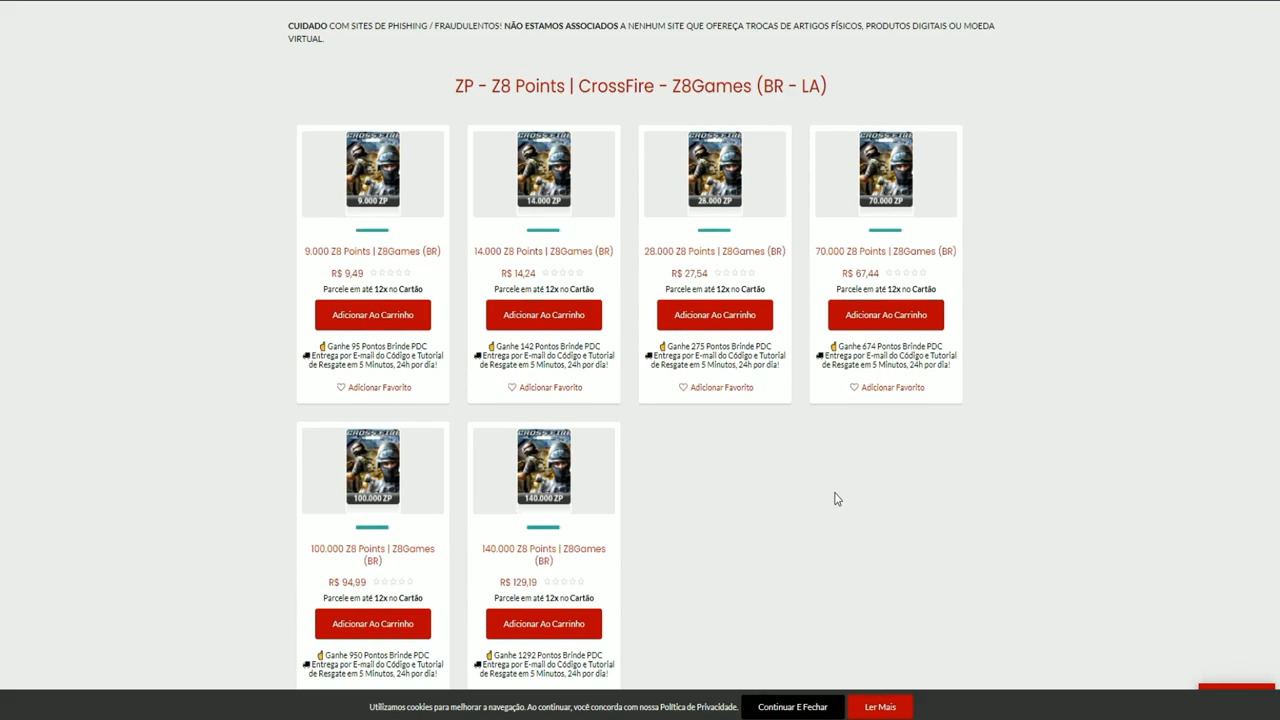 CUIDADO COM SITES DE PHISHING / FRAUDULENTOS! NÃO ESTAMOS ASSOCIADOS A NENHUM SITE QUE OFEREÇA TROCAS DE ARTIGOS FÍSICOS, PRODUTOS DIGITAIS OU MOEDA
VIRTUAL.
ZP - Z8 Points | CrossFire - Z8Games (BR - LA)
CROSSFIRE
9.000 ZP
9.000 Z8 Points | Z8Games (BR)
R$ 9,49
Parcele em até 12x no Cartão
Adicionar Ao Carrinho
Ganhe 95 Pontos Brinde PDC
Entrega por E-mail do Código e Tutorial
de Resgate em 5 Minutos, 24h por dia!
Adicionar Favorito
CROSSFIRE
14.000 ZP
14.000 Z8 Points | Z8Games (BR)
R$ 14,24
Parcele em até 12x no Cartão
Adicionar Ao Carrinho
Ganhe 142 Pontos Brinde PDC
Entrega por E-mail do Código e Tutorial
de Resgate em 5 Minutos, 24h por dia!
Adicionar Favorito
CROSSFIRE
28.000 ZP
28.000 Z8 Points | Z8Games (BR)
R$ 27,54
Parcele em até 12x no Cartão
Adicionar Ao Carrinho
Ganhe 275 Pontos Brinde PDC
Entrega por E-mail do Código e Tutorial
de Resgate em 5 Minutos, 24h por dia!
Adicionar Favorito
CROSSFIRE
70.000 ZP
70.000 Z8 Points | Z8Games (BR)
R$ 67,44
Parcele em até 12x no Cartão
Adicionar Ao Carrinho
Ganhe 674 Pontos Brinde PDC
Entrega por E-mail do Código e Tutorial
de Resgate em 5 Minutos, 24h por dia!
Adicionar Favorito
CROSSFIRE
100.000 ZP
100.000 Z8 Points | Z8Games
(BR)
R$ 94,99
Parcele em até 12x no Cartão
Adicionar Ao Carrinho
Ganhe 950 Pontos Brinde PDC
Entrega por E-mail do Código e Tutorial
de Resgate em 5 Minutos, 24h por dia!
CROSSFIRE
140.000 ZP
140.000 Z8 Points | Z8Games
(BR)
R$ 129,19
Parcele em até 12x no Cartão
Adicionar Ao Carrinho
Ganhe 1292 Pontos Brinde PDC
Entrega por E-mail do Código e Tutorial
de Resgate em 5 Minutos, 24h por dia!
Utilizamos cookies para melhorar a navegação. Ao continuar, você concorda com nossa Política de Privacidade.
Continuar E Fechar
Ler Mais